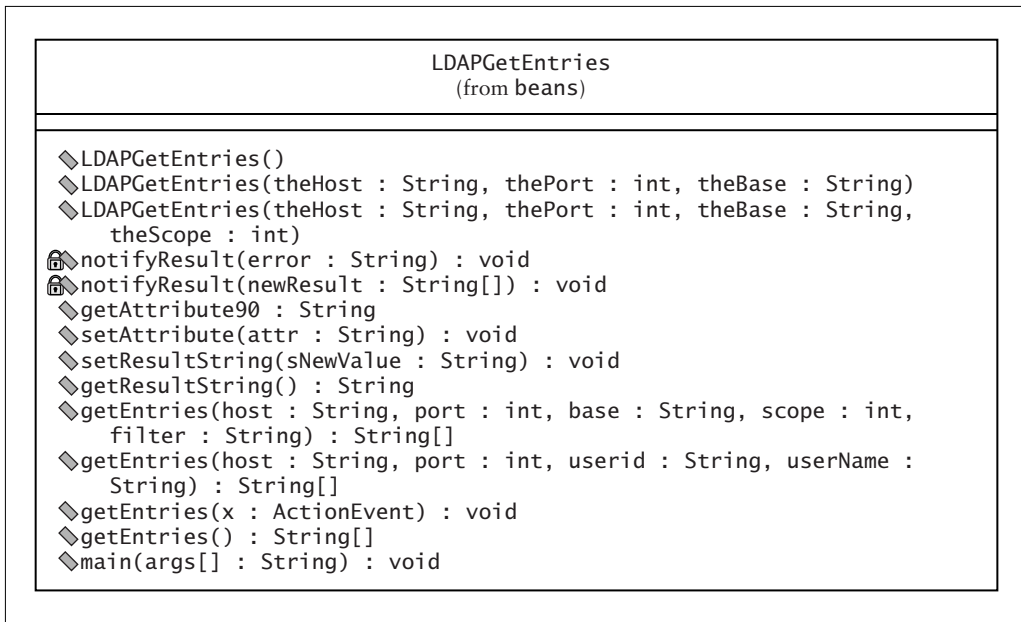 LDAPGetEntries
(from beans)
LDAPGetEntries()
LDAPGetEntries(theHost : String, thePort : int, theBase : String)
LDAPGetEntries(theHost : String, thePort : int, theBase : String,
theScope : int)
notifyResult(error : String) : void
notifyResult(newResult : String[]) : void
getAttribute90 : String
setAttribute(attr : String) : void
setResultString(sNewValue : String) : void
getResultString() : String
getEntries(host : String, port : int, base : String, scope : int,
filter : String) : String[]
getEntries(host : String, port : int, userid : String, userName :
String) : String[]
getEntries(x : ActionEvent) : void
getEntries() : String[]
main(args[] : String) : void